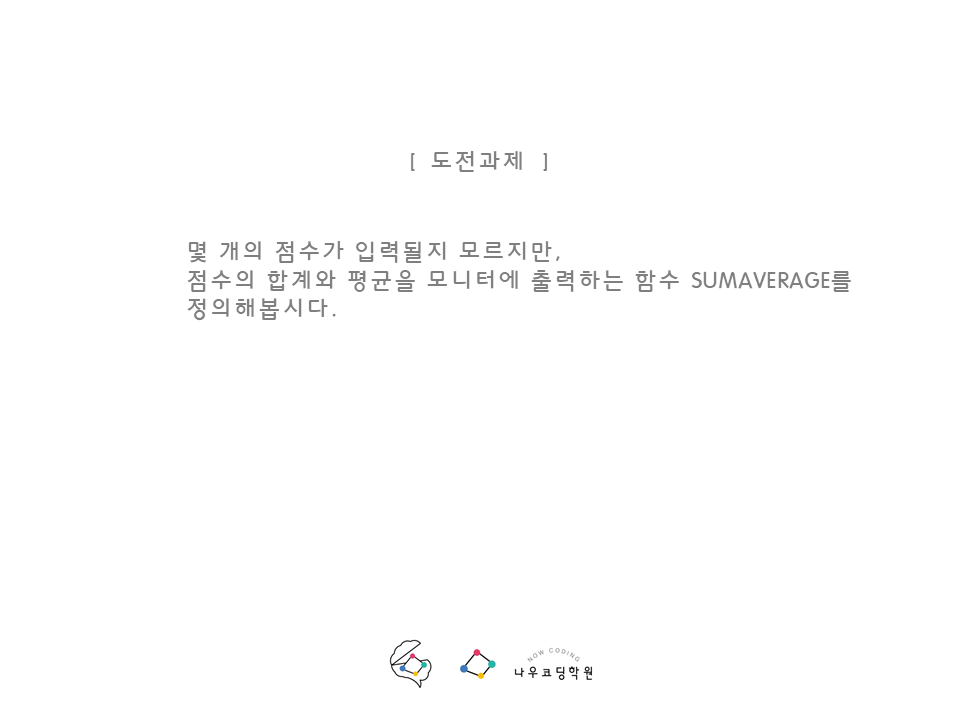 [ 도전과제 ]
몇 개의 점수가 입력될지 모르지만,
점수의 합계와 평균을 모니터에 출력하는 함수 SUMAVERAGE를
정의해봅시다.
NOW CODING
나우코딩학원